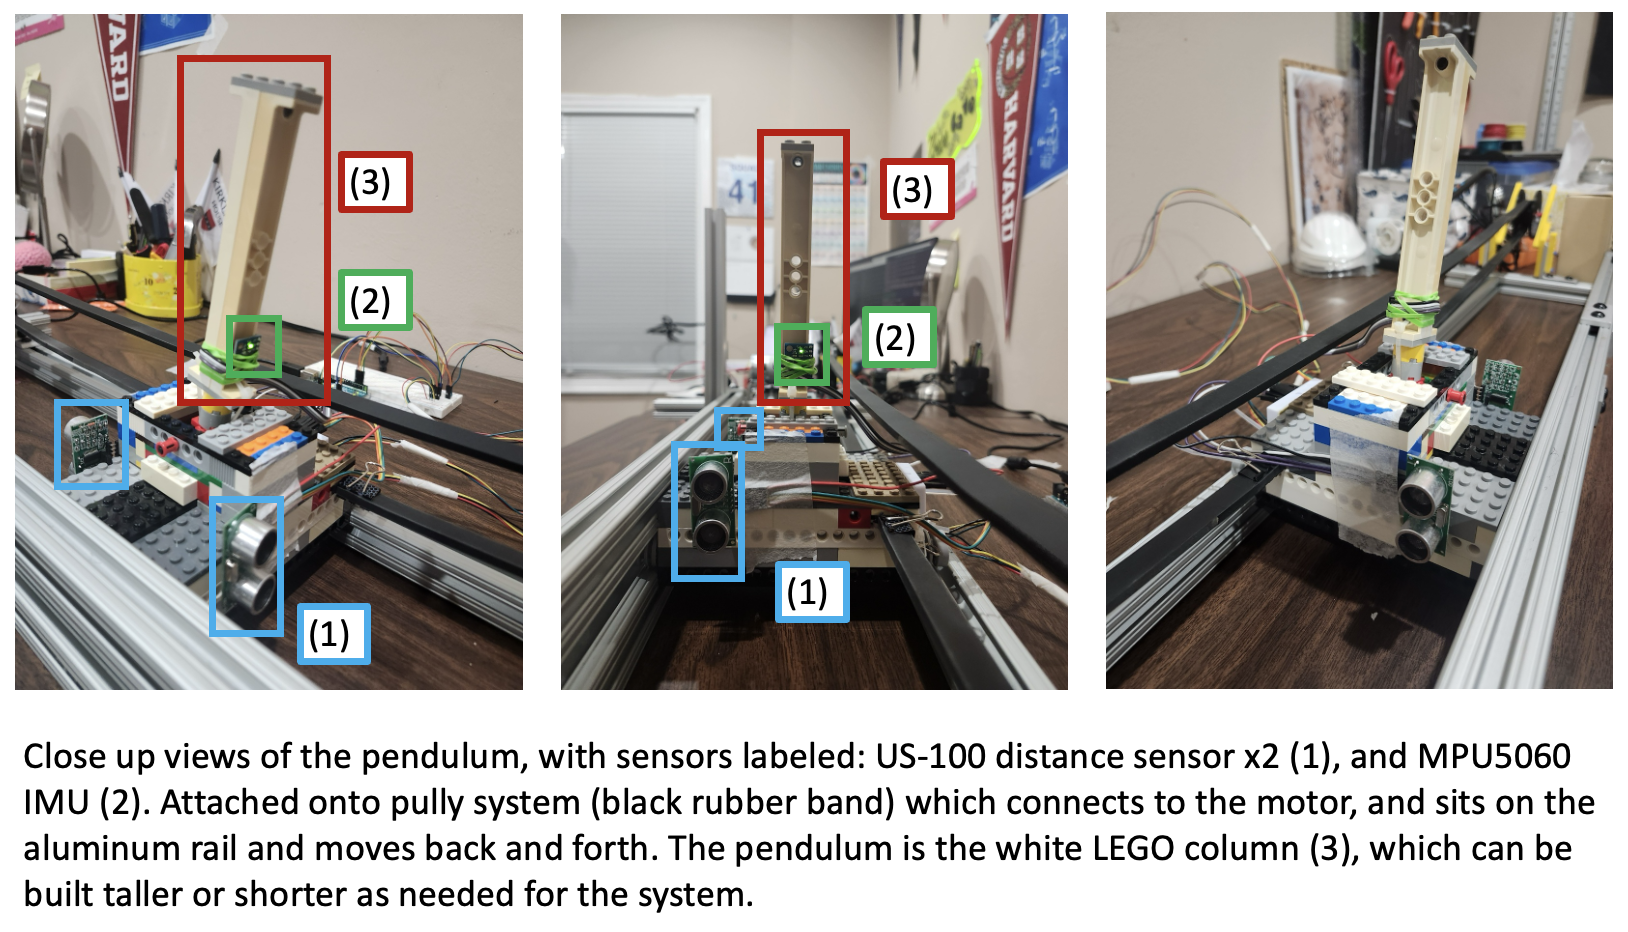 HARVARD
10
KIRKL
(3)
(2)
(1)
41
HARVARD
(3)
(2)
(1)
Close up views of the pendulum, with sensors labeled: US-100 distance sensor x2 (1), and MPU5060
IMU (2). Attached onto pully system (black rubber band) which connects to the motor, and sits on the
aluminum rail and moves back and forth. The pendulum is the white LEGO column (3), which can be
built taller or shorter as needed for the system.